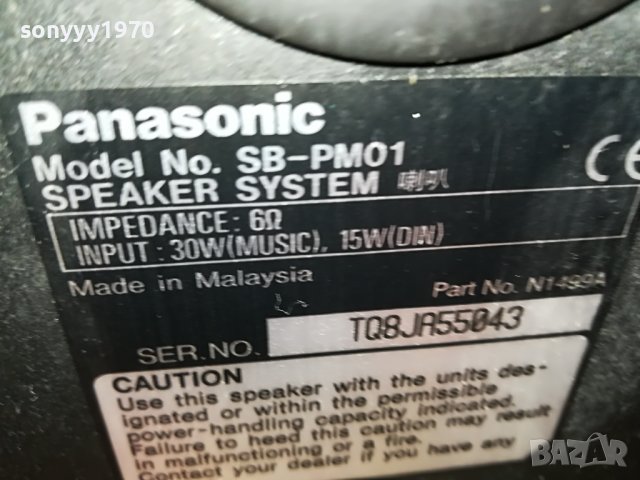 sonyyy1970
Panasonic
Model No. SB-PM01
CE
SPEAKER SYSTEM 喇叭
IMPEDANCE: 6Ω
INPUT : 30W(MUSIC), 15W(DIN)
Made in Malaysia
Part No. N1499A
SER.NO. TQ8JA55043
CAUTION
Use this speaker with the units des-
ignated or within the permissible
power-handling capacity indicated.
Failure to heed this caution may result
in malfunctioning or a fire.
Contact your dealer if you have any
BAZAR